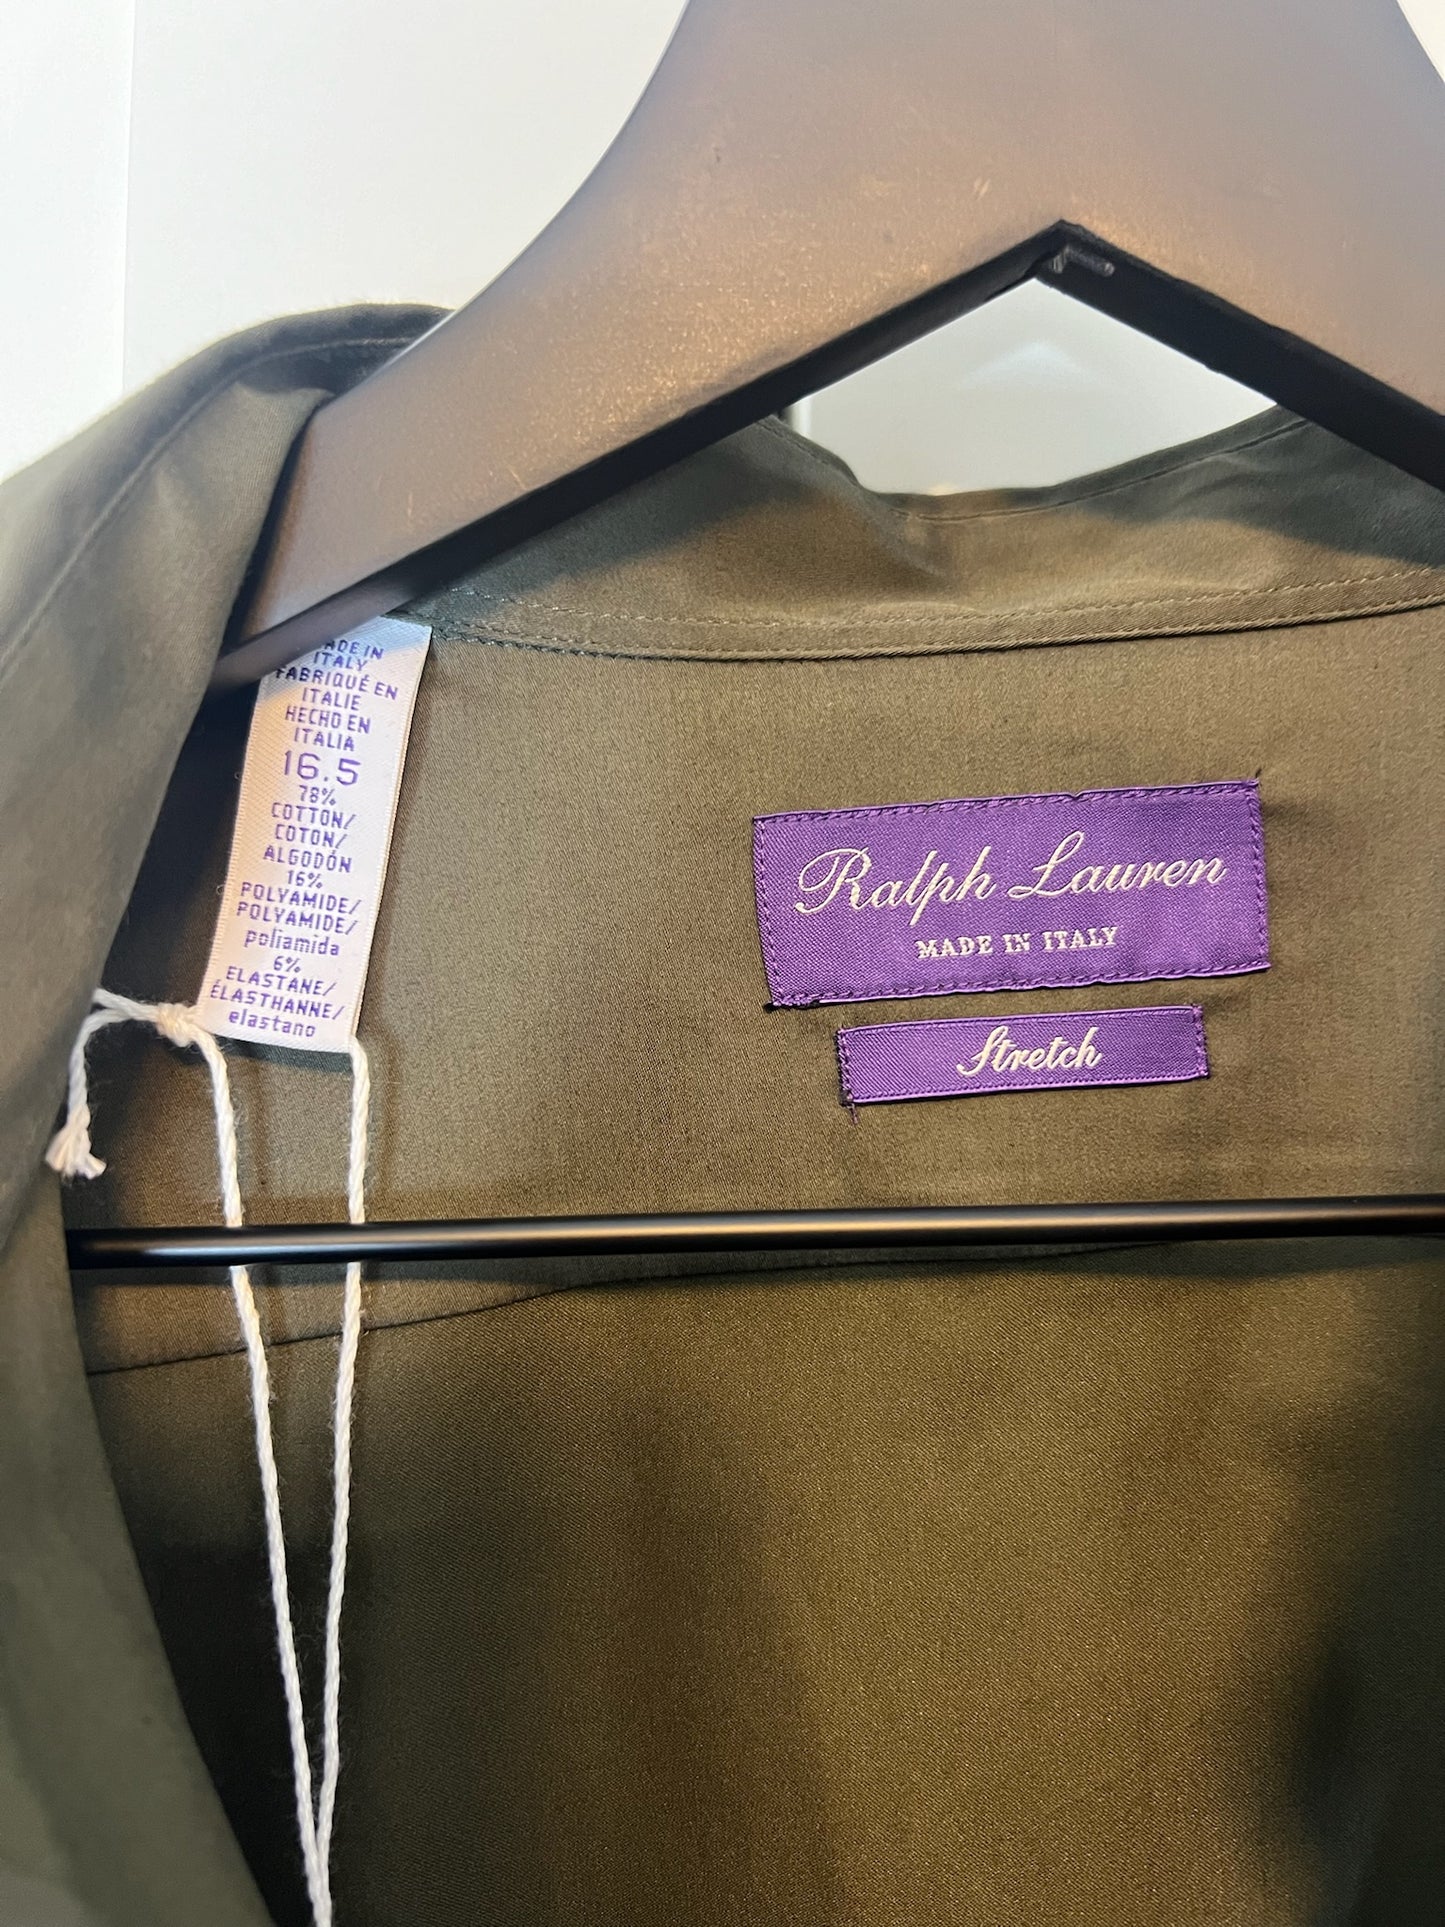 MADE IN
ITALY
FABRIQUÉ EN
ITALIE
HECHO EN
ITALIA
16.5
78%
COTTON/
COTON/
ALGODÓN
16%
POLYAMIDE/
POLYAMIDE/
poliamida
6%
ELASTANE/
ÉLASTHANNE/
elastano
Ralph Lauren
MADE IN ITALY
Stretch